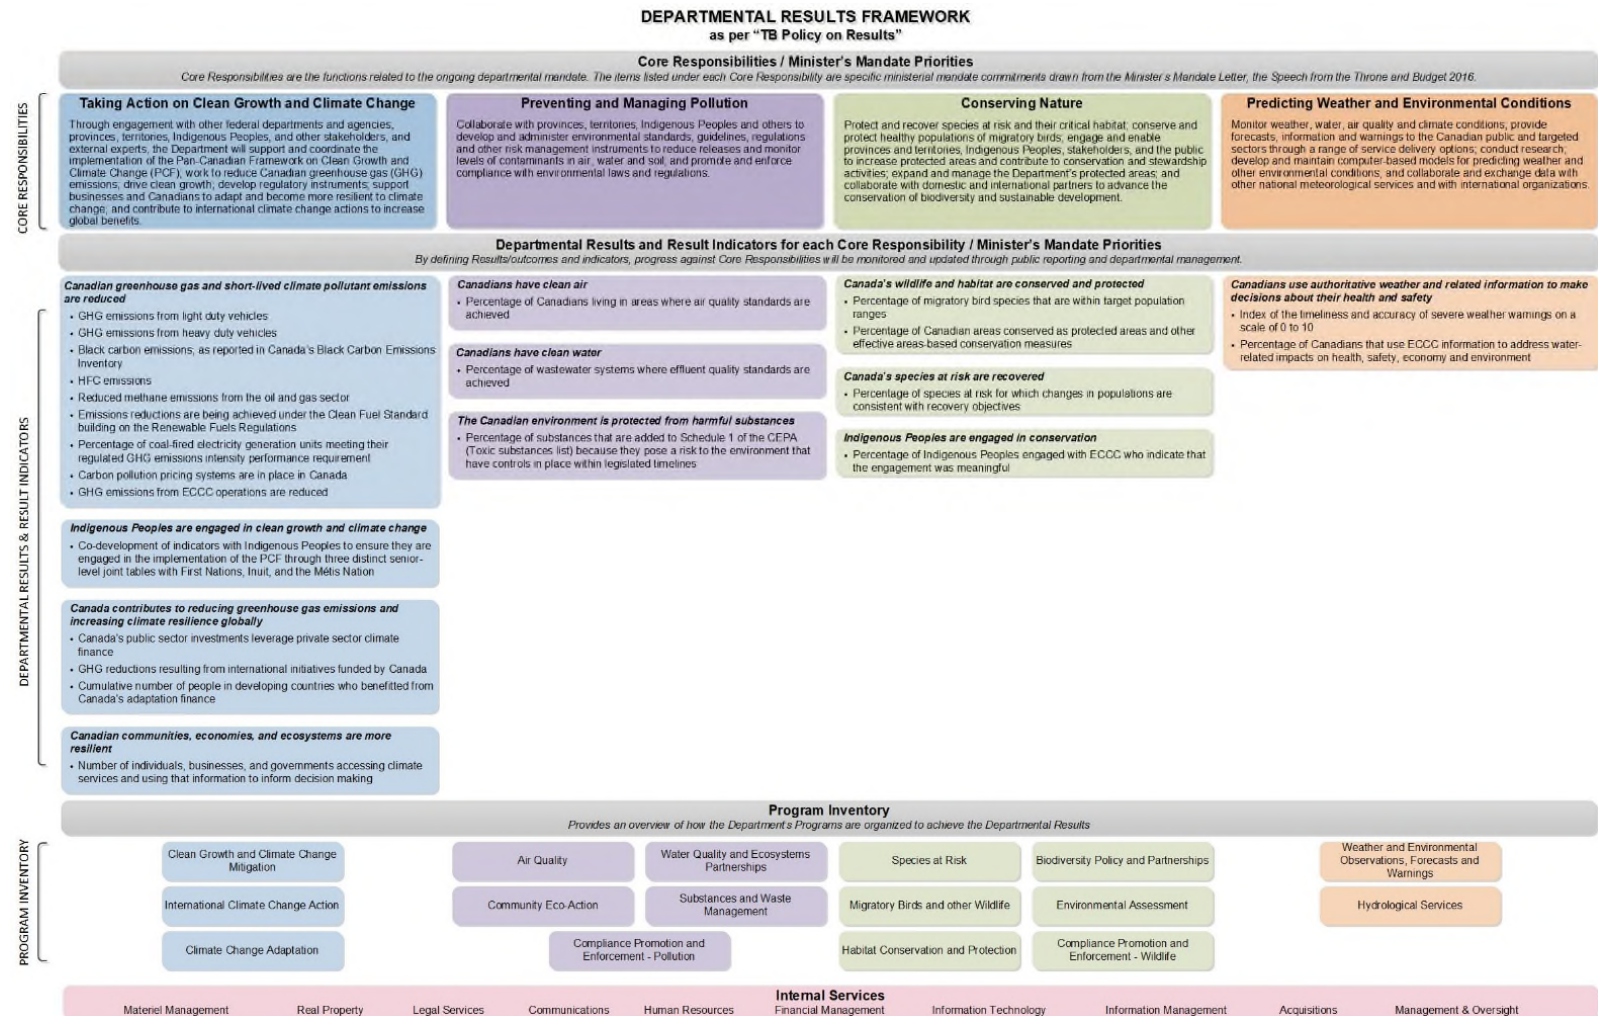 DEPARTMENTAL RESULTS FRAMEWORK
as per “TB Policy on Results”
Core Responsibilities / Minister's Mandate Priorities
Core Responsibilities are the functions related to the ongoing departmental mandate. The items listed under each Core Responsibility are specific ministerial mandate commitments drawn from the Minister's Mandate Letter, the Speech from the Throne and Budget 2016.
CORE RESPONSIBILITIES
Taking Action on Clean Growth and Climate Change
Through engagement with other federal departments and agencies,
provinces, territories, Indigenous Peoples, and other stakeholders, and
external experts, the Department will support and coordinate the
implementation of the Pan-Canadian Framework on Clean Growth and
Climate Change (PCF); work to reduce Canadian greenhouse gas (GHG)
emissions; drive clean growth; develop regulatory instruments; support
businesses and Canadians to adapt and become more resilient to climate
change; and contribute to international climate change actions to increase
global benefits.
Preventing and Managing Pollution
Collaborate with provinces, territories, Indigenous Peoples and others to
develop and administer environmental standards, guidelines, regulations
and other risk management instruments to reduce releases and monitor
levels of contaminants in air, water and soil; and promote and enforce
compliance with environmental laws and regulations.
Conserving Nature
Protect and recover species at risk and their critical habitat; conserve and
protect healthy populations of migratory birds; engage and enable
provinces and territories, Indigenous Peoples, stakeholders, and the public
to increase protected areas and contribute to conservation and stewardship
activities; expand and manage the Department's protected areas; and
collaborate with domestic and international partners to advance the
conservation of biodiversity and sustainable development.
Predicting Weather and Environmental Conditions
Monitor weather, water, air quality and climate conditions; provide
forecasts, information and warnings to the Canadian public and targeted
sectors through a range of service delivery options; conduct research;
develop and maintain computer-based models for predicting weather and
other environmental conditions; and collaborate and exchange data with
other national meteorological services and with international organizations.
Departmental Results and Result Indicators for each Core Responsibility / Minister's Mandate Priorities
By defining Results/outcomes and indicators, progress against Core Responsibilities will be monitored and updated through public reporting and departmental management.
DEPARTMENTAL RESULTS & RESULT INDICATORS
Canadian greenhouse gas and short-lived climate pollutant emissions
are reduced
• GHG emissions from light duty vehicles
• GHG emissions from heavy duty vehicles
• Black carbon emissions, as reported in Canada's Black Carbon Emissions
Inventory
• HFC emissions
• Reduced methane emissions from the oil and gas sector
• Emissions reductions are being achieved under the Clean Fuel Standard
building on the Renewable Fuels Regulations
• Percentage of coal-fired electricity generation units meeting their
regulated GHG emissions intensity performance requirement
• Carbon pollution pricing systems are in place in Canada
• GHG emissions from ECCC operations are reduced
Indigenous Peoples are engaged in clean growth and climate change
• Co-development of indicators with Indigenous Peoples to ensure they are
engaged in the implementation of the PCF through three distinct senior-
level joint tables with First Nations, Inuit, and the Métis Nation
Canada contributes to reducing greenhouse gas emissions and
increasing climate resilience globally
• Canada's public sector investments leverage private sector climate
finance
• GHG reductions resulting from international initiatives funded by Canada
• Cumulative number of people in developing countries who benefitted from
Canada's adaptation finance
Canadian communities, economies, and ecosystems are more
resilient
• Number of individuals, businesses, and governments accessing climate
services and using that information to inform decision making
Canadians have clean air
• Percentage of Canadians living in areas where air quality standards are
achieved
Canadians have clean water
• Percentage of wastewater systems where effluent quality standards are
achieved
The Canadian environment is protected from harmful substances
• Percentage of substances that are added to Schedule 1 of the CEPA
(Toxic substances list) because they pose a risk to the environment that
have controls in place within legislated timelines
Canada's wildlife and habitat are conserved and protected
• Percentage of migratory bird species that are within target population
ranges
• Percentage of Canadian areas conserved as protected areas and other
effective areas-based conservation measures
Canada's species at risk are recovered
• Percentage of species at risk for which changes in populations are
consistent with recovery objectives
Indigenous Peoples are engaged in conservation
• Percentage of Indigenous Peoples engaged with ECCC who indicate that
the engagement was meaningful
Canadians use authoritative weather and related information to make
decisions about their health and safety
• Index of the timeliness and accuracy of severe weather warnings on a
scale of 0 to 10
• Percentage of Canadians that use ECCC information to address water-
related impacts on health, safety, economy and environment
Program Inventory
Provides an overview of how the Department's Programs are organized to achieve the Departmental Results
PROGRAM INVENTORY
Clean Growth and Climate Change
Mitigation
International Climate Change Action
Climate Change Adaptation
Air Quality
Water Quality and Ecosystems
Partnerships
Community Eco-Action
Substances and Waste
Management
Compliance Promotion and
Enforcement - Pollution
Species at Risk
Biodiversity Policy and Partnerships
Migratory Birds and other Wildlife
Environmental Assessment
Habitat Conservation and Protection
Compliance Promotion and
Enforcement - Wildlife
Weather and Environmental
Observations, Forecasts and
Warnings
Hydrological Services
Internal Services
Materiel Management Real Property Legal Services Communications Human Resources Financial Management Information Technology Information Management Acquisitions Management & Oversight